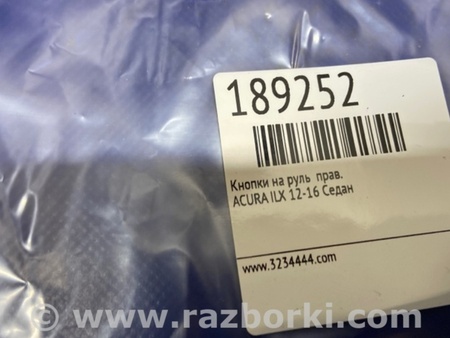 189252
Кнопки на руль прав.
ACURA ILX 12-16 Седан
www.3234444.com
© www.razborki.com